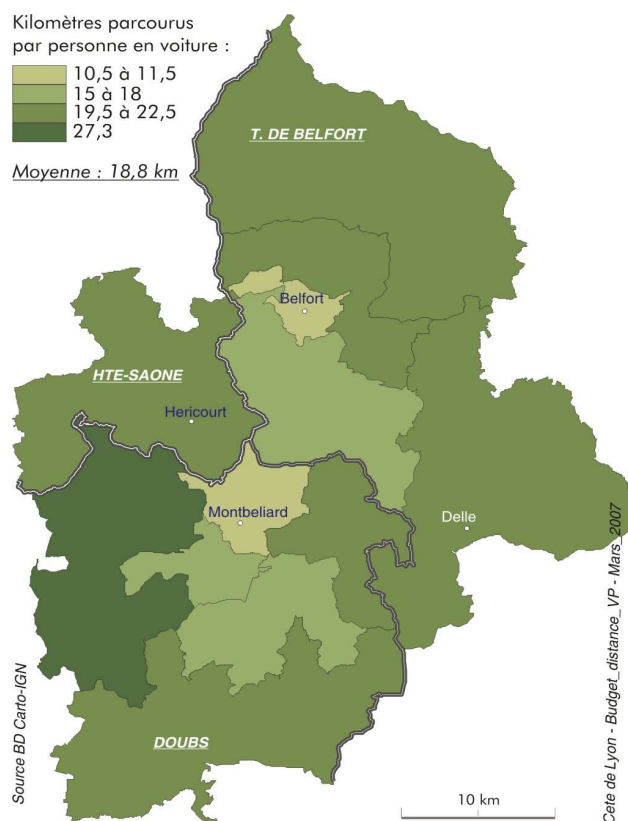 Kilomètres parcourus
par personne en voiture :
10,5 à 11,5
15 à 18
19,5 à 22,5
27,3
Moyenne : 18,8 km
T. DE BELFORT
Belfort
HTE-SAONE
Hericourt
Montbeliard
Delle
DOUBS
10 km
Source BD Carto-IGN
Cete de Lyon - Budget_distance_VP - Mars_2007